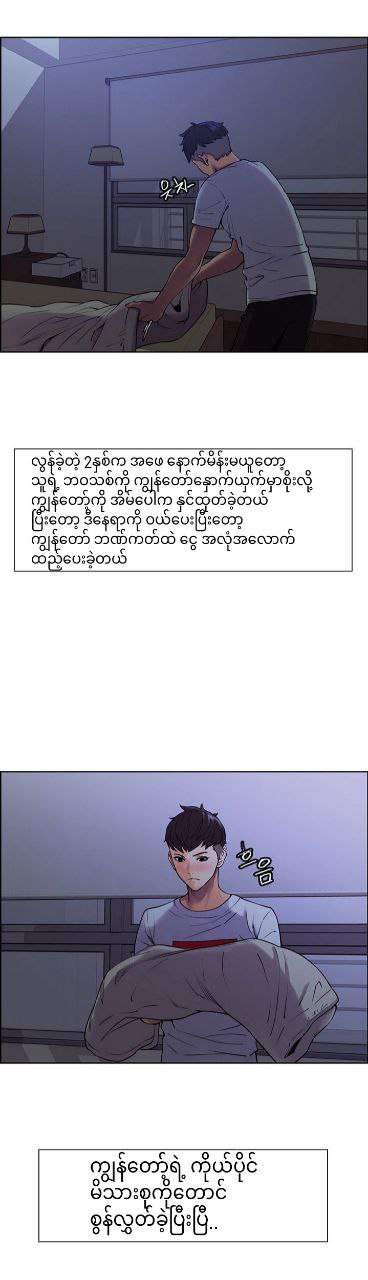 웃차
လွန်ခဲ့တဲ့ 2နှစ်က အဖေ နောက်မိန်းမယူတော့
သူရဲ့ ဘဝသစ်ကို ကျွန်တော်နှောက်ယှက်မှာစိုးလို့
ကျွန်တော့်ကို အိမ်ပေါ်က နှင်ထုတ်ခဲ့တယ်
ပြီးတော့ ဒီနေရာကို ဝယ်ပေးပြီးတော့
ကျွန်တော် ဘဏ်ကတ်ထဲ ငွေ အလုံအလောက်
ထည့်ပေးခဲ့တယ်
흐음
ကျွန်တော့်ရဲ့ ကိုယ်ပိုင်
မိသားစုကိုတောင်
စွန့်လွှတ်ခဲ့ပြီးပြီ..